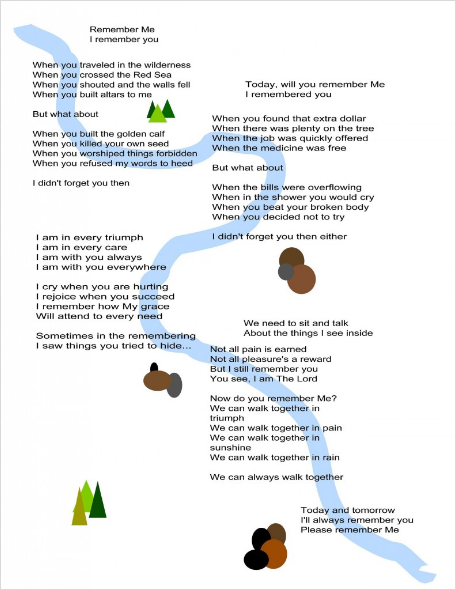 Remember Me
I remember you
When you traveled in the wilderness
When you crossed the Red Sea
When you shouted and the walls fell
When you built altars to me
But what about
When you built the golden calf
When you killed your own seed
When you worshiped things forbidden
When you refused my words to heed
I didn't forget you then
Today, will you remember Me
I remembered you
When you found that extra dollar
When there was plenty on the tree
When the job was quickly offered
When the medicine was free
But what about
When the bills were overflowing
When in the shower you would cry
When you beat your broken body
When you decided not to try
I didn't forget you then either
I am in every triumph
I am in every care
I am with you always
I am with you everywhere
I cry when you are hurting
I rejoice when you succeed
I remember how My grace
Will attend to every need
Sometimes in the remembering
I saw things you tried to hide...
We need to sit and talk
About the things I see inside
Not all pain is earned
Not all pleasure's a reward
But I still remember you
You see, I am The Lord
Now do you remember Me?
We can walk together in
triumph
We can walk together in pain
We can walk together in
sunshine
We can walk together in rain
We can always walk together
Today and tomorrow
I'll always remember you
Please remember Me